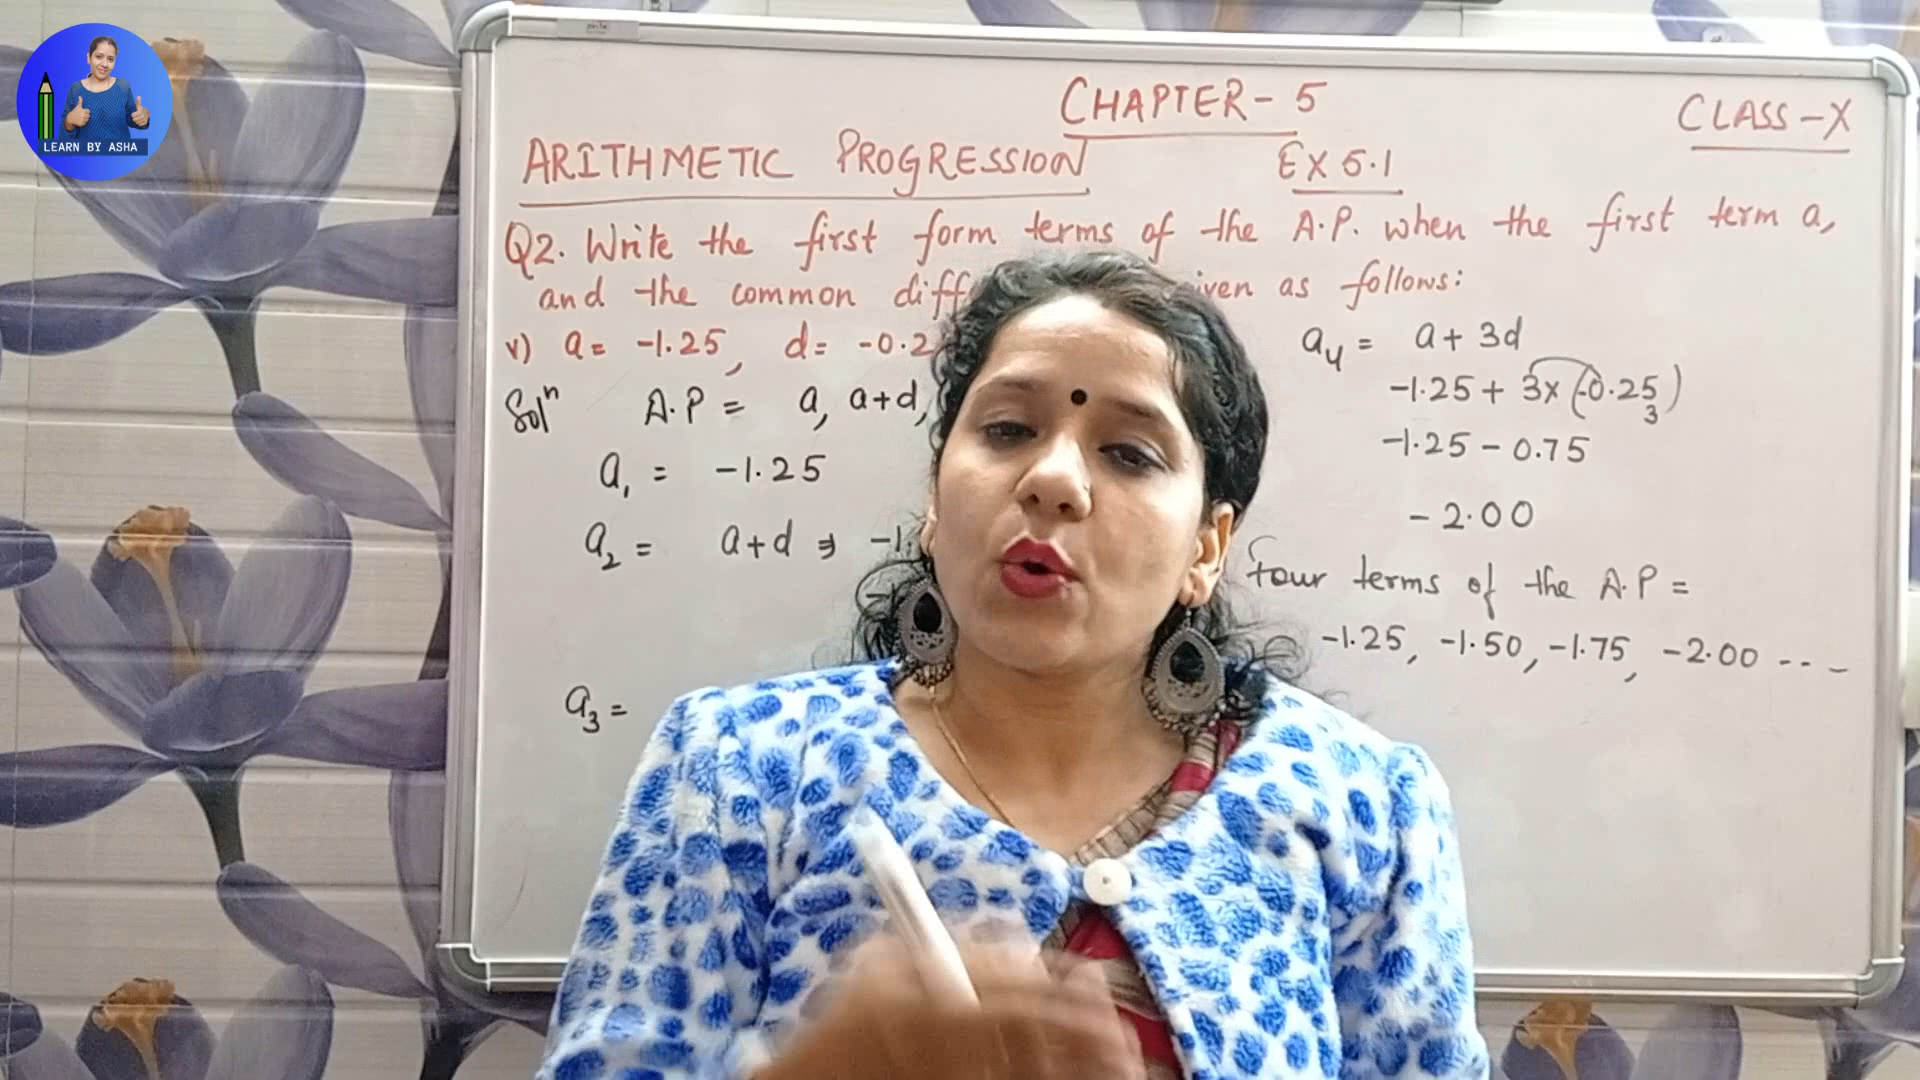 LEARN BY ASHA
CHAPTER - 5
CLASS - X
ARITHMETIC PROGRESSION
EX 5.1
Q2. Write the first form terms of the A.P. when the first term a,
and the common diff iven as follows:
v) a = -1.25, d = -0.2
Solⁿ A.P = a, a+d,
a₁ = -1.25
a₂ = a+d ⇒ -1.
a₃ =
a₄ = a + 3d
-1.25 + 3x(-0.25)
3
-1.25 - 0.75
- 2.00
Four terms of the A.P =
-1.25, -1.50, -1.75, -2.00 ---